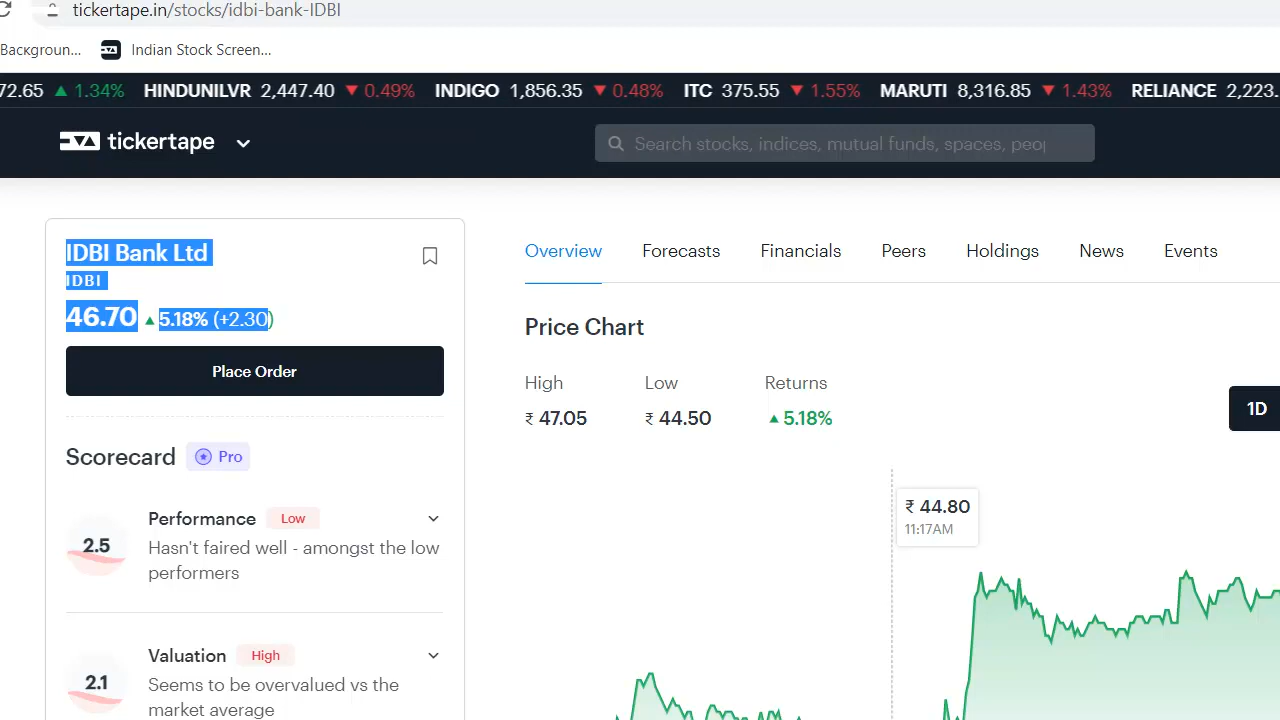 tickertape.in/stocks/idbi-bank-IDBI
Backgroun... Indian Stock Screen...
72.65 ▲ 1.34% HINDUNILVR 2,447.40 ▼ 0.49% INDIGO 1,856.35 ▼ 0.48% ITC 375.55 ▼ 1.55% MARUTI 8,316.85 ▼ 1.43% RELIANCE 2,223.
tickertape
Search stocks, indices, mutual funds, spaces, peop
IDBI Bank Ltd
IDBI
46.70 ▲ 5.18% (+2.30)
Place Order
Scorecard Pro
Performance Low
2.5
Hasn't faired well - amongst the low
performers
Valuation High
2.1
Seems to be overvalued vs the
market average
Overview Forecasts Financials Peers Holdings News Events
Price Chart
High Low Returns
₹ 47.05 ₹ 44.50 ▲ 5.18%
1D
₹ 44.80
11:17AM